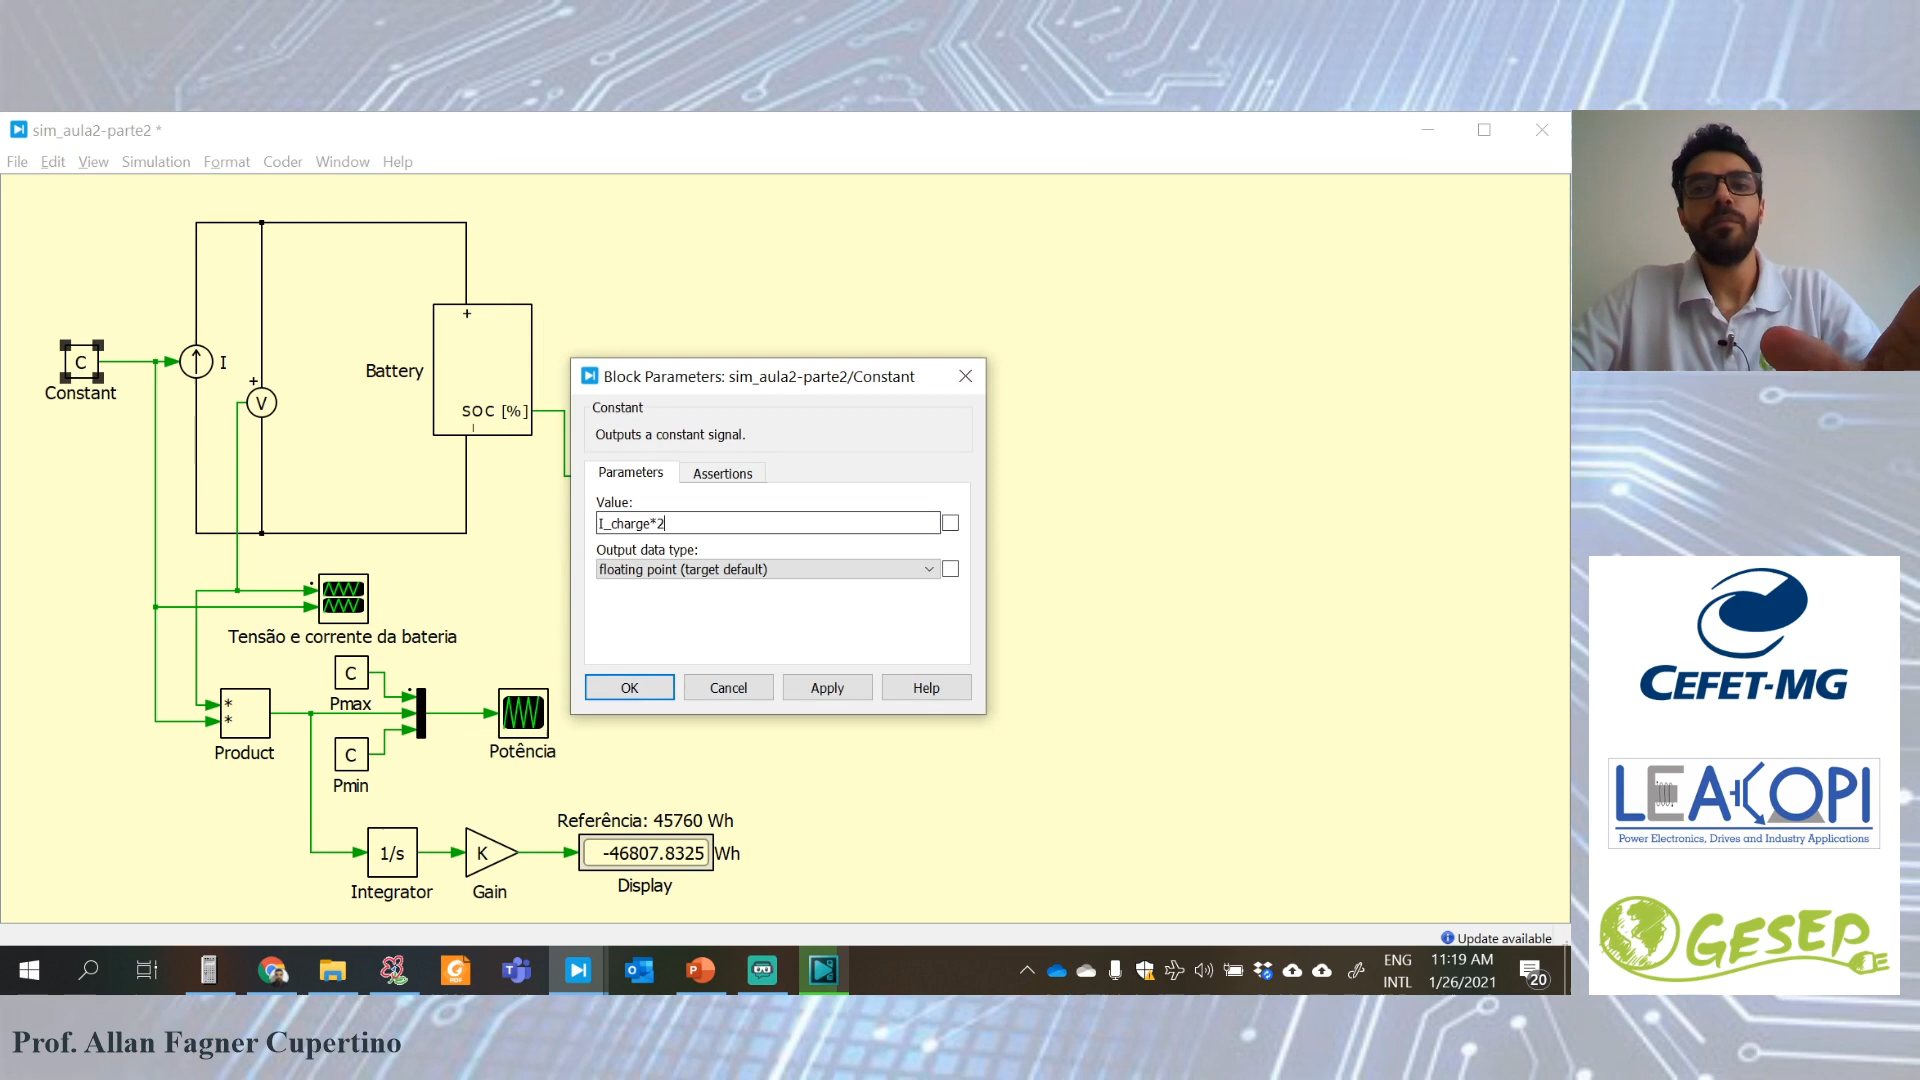 sim_aula2-parte2 *
File Edit View Simulation Format Coder Window Help
+
C
Constant
I
+
V
Battery
SOC [%]
Tensão e corrente da bateria
C
Pmax
*
*
Product
C
Pmin
Potência
1/s
Integrator
K
Gain
Referência: 45760 Wh
-46807.8325 Wh
Display
Block Parameters: sim_aula2-parte2/Constant
Constant
Outputs a constant signal.
Parameters Assertions
Value:
I_charge*2
Output data type:
floating point (target default)
OK Cancel Apply Help
Update available
ENG
INTL
11:19 AM
1/26/2021
20
CEFET-MG
LEACOPI
Power Electronics, Drives and Industry Applications
GESEP
Prof. Allan Fagner Cupertino